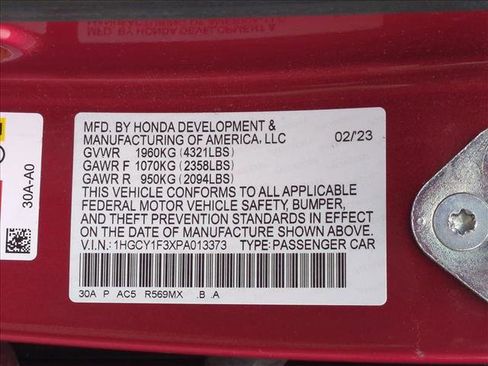 MFD. BY HONDA DEVELOPMENT &
MANUFACTURING OF AMERICA, LLC 02/23
GVWR 1960KG (4321LBS)
GAWR F 1070KG (2358LBS)
GAWR R 950KG (2094LBS)
THIS VEHICLE CONFORMS TO ALL APPLICABLE
FEDERAL MOTOR VEHICLE SAFETY, BUMPER,
AND THEFT PREVENTION STANDARDS IN EFFECT
ON THE DATE OF MANUFACTURE SHOWN ABOVE.
V.I.N.: 1HGCY1F3XPA013373 TYPE: PASSENGER CAR
30A P AC5 R569MX .B .A
30A-A0